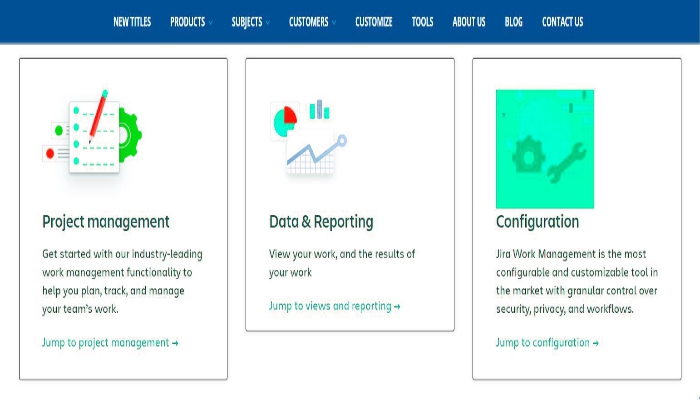 NEW TITLES PRODUCTS SUBJECTS CUSTOMERS CUSTOMIZE TOOLS ABOUT US BLOG CONTACT US
Project management
Get started with our industry-leading
work management functionality to
help you plan, track, and manage
your team's work.
Jump to project management →
Data & Reporting
View your work, and the results of
your work
Jump to views and reporting →
Configuration
Jira Work Management is the most
configurable and customizable tool in
the market with granular control over
security, privacy, and workflows.
Jump to configuration →